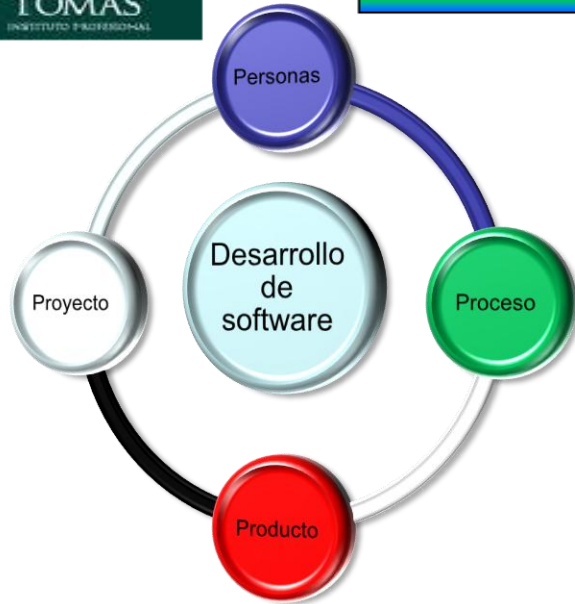 TOMAS
INSTITUTO PROFESIONAL
Personas
Desarrollo
de
software
Proyecto
Proceso
Producto